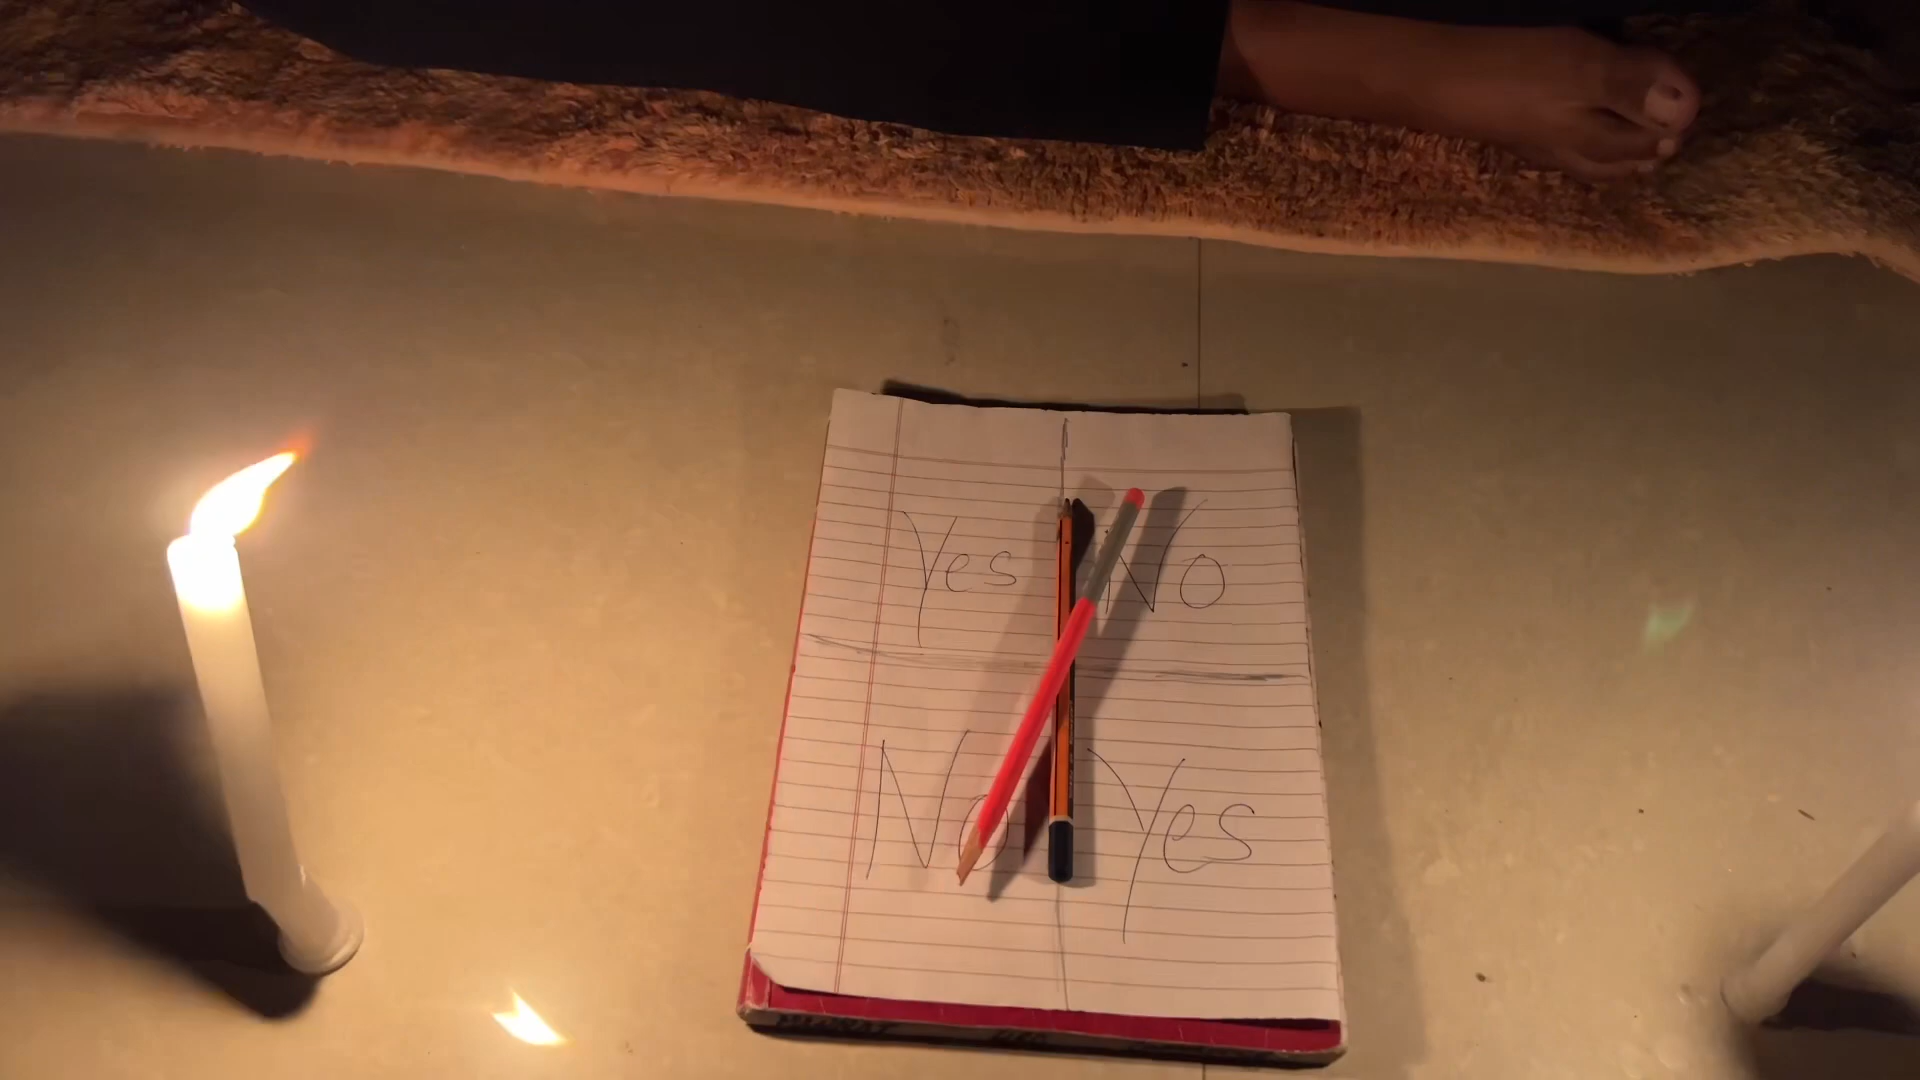 Yes No
No Yes